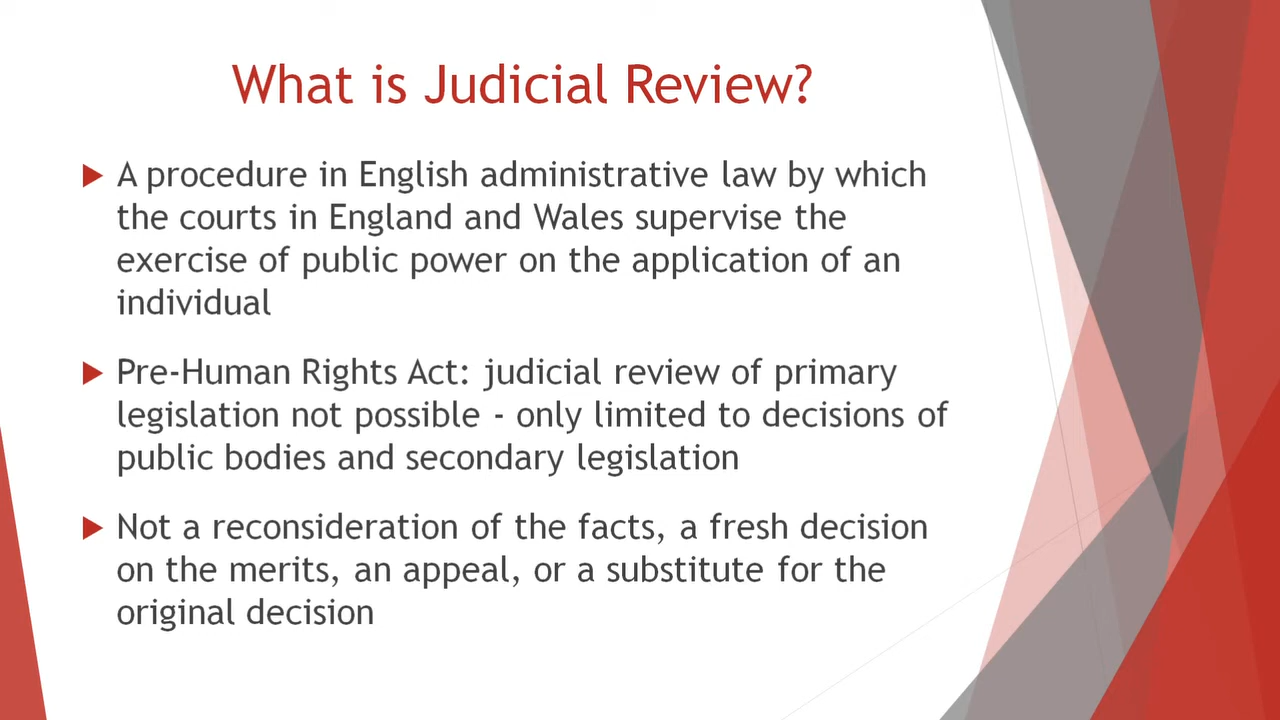 What is Judicial Review?
A procedure in English administrative law by which
the courts in England and Wales supervise the
exercise of public power on the application of an
individual
Pre-Human Rights Act: judicial review of primary
legislation not possible - only limited to decisions of
public bodies and secondary legislation
Not a reconsideration of the facts, a fresh decision
on the merits, an appeal, or a substitute for the
original decision